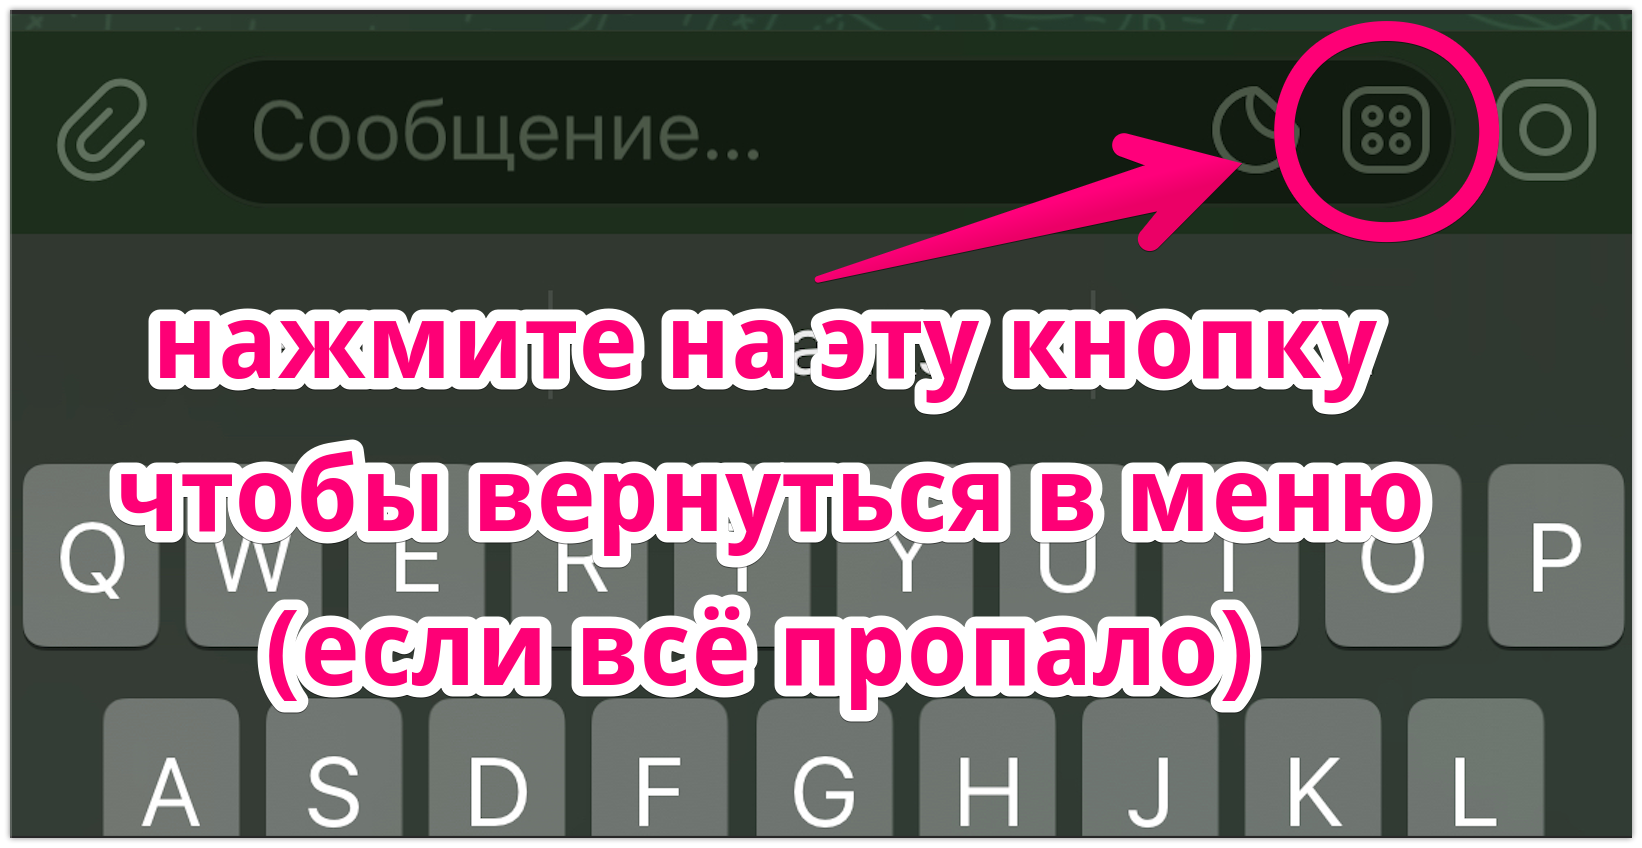 Сообщение...
нажмите на эту кнопку
чтобы вернуться в меню
(если всё пропало)
Q W E R T Y U I O P
A S D F G H J K L